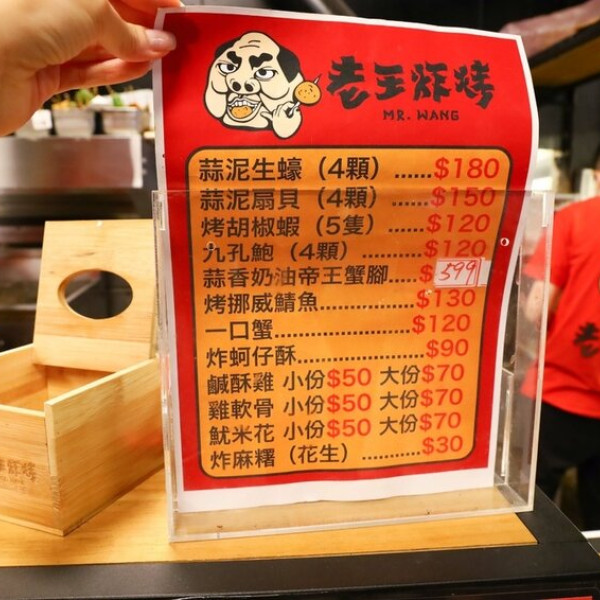 老王炸烤
MR. WANG
蒜泥生蠔（4顆）......$180
蒜泥扇貝（4顆）......$150
烤胡椒蝦（5隻）......$120
九孔鮑（4顆）..........$120
蒜香奶油帝王蟹腳....$599
烤挪威鯖魚...............$130
一口蟹......................$120
炸蚵仔酥....................$90
鹹酥雞 小份$50 大份$70
雞軟骨 小份$50 大份$70
魷米花 小份$50 大份$70
炸麻糬（花生）...........$30